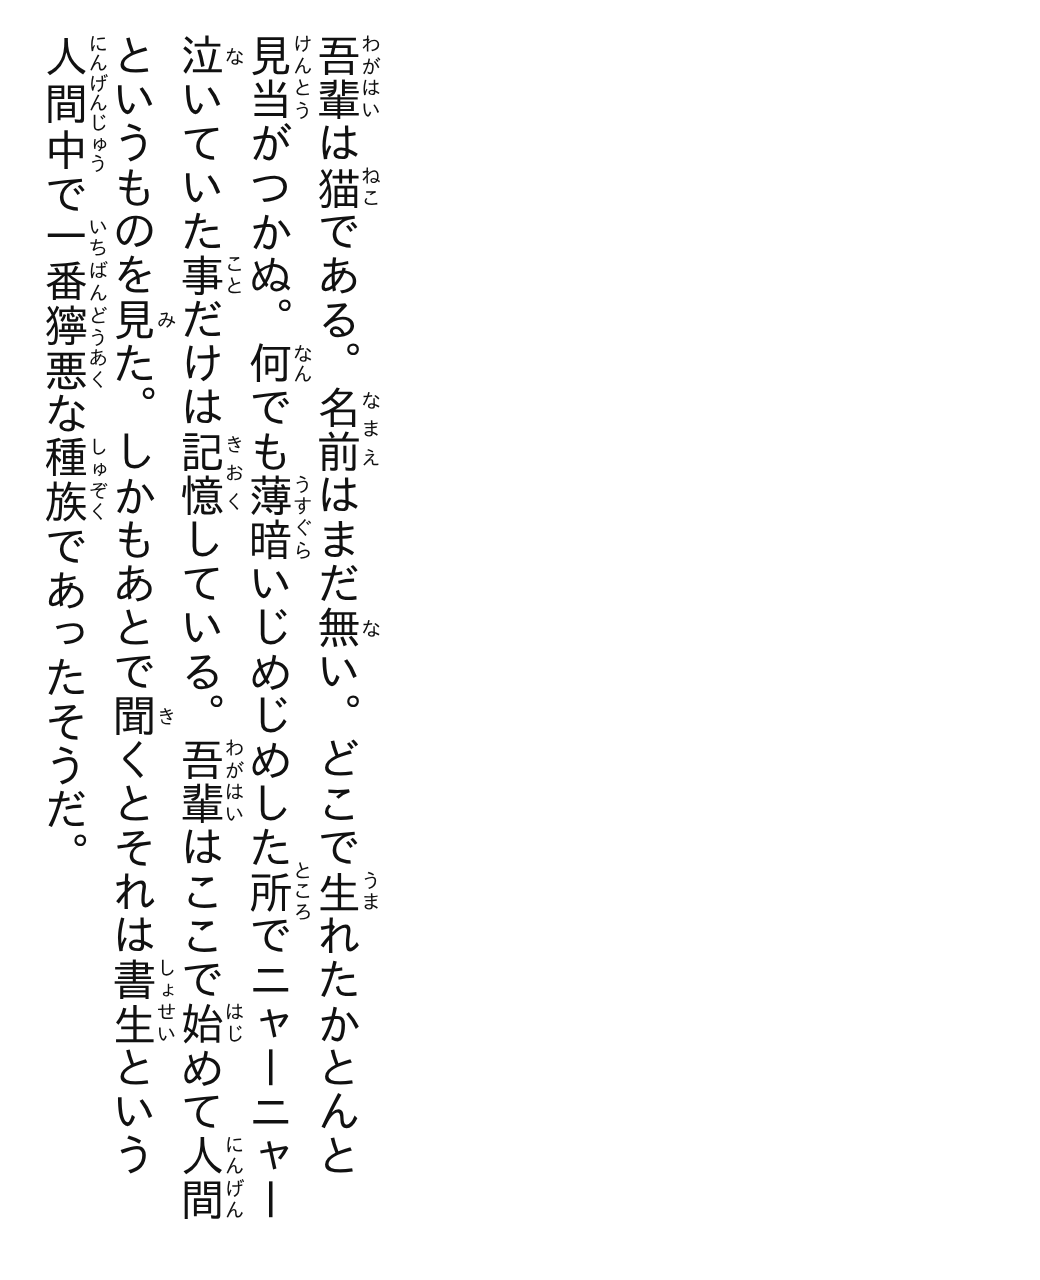 吾輩は猫である。名前はまだ無い。どこで生れたかとんと
見当がつかぬ。何でも薄暗いじめじめした所でニャーニャー
泣いていた事だけは記憶している。吾輩はここで始めて人間
というものを見た。しかもあとで聞くとそれは書生という
人間中で一番獰悪な種族であったそうだ。